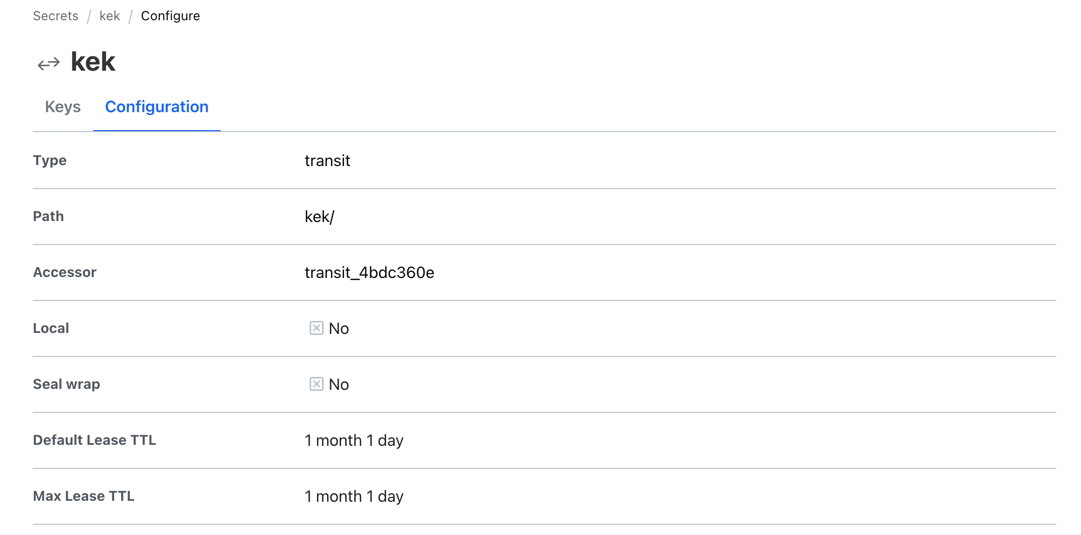 Secrets / kek / Configure
kek
Keys Configuration
Type transit
Path kek/
Accessor transit_4bdc360e
Local No
Seal wrap No
Default Lease TTL 1 month 1 day
Max Lease TTL 1 month 1 day